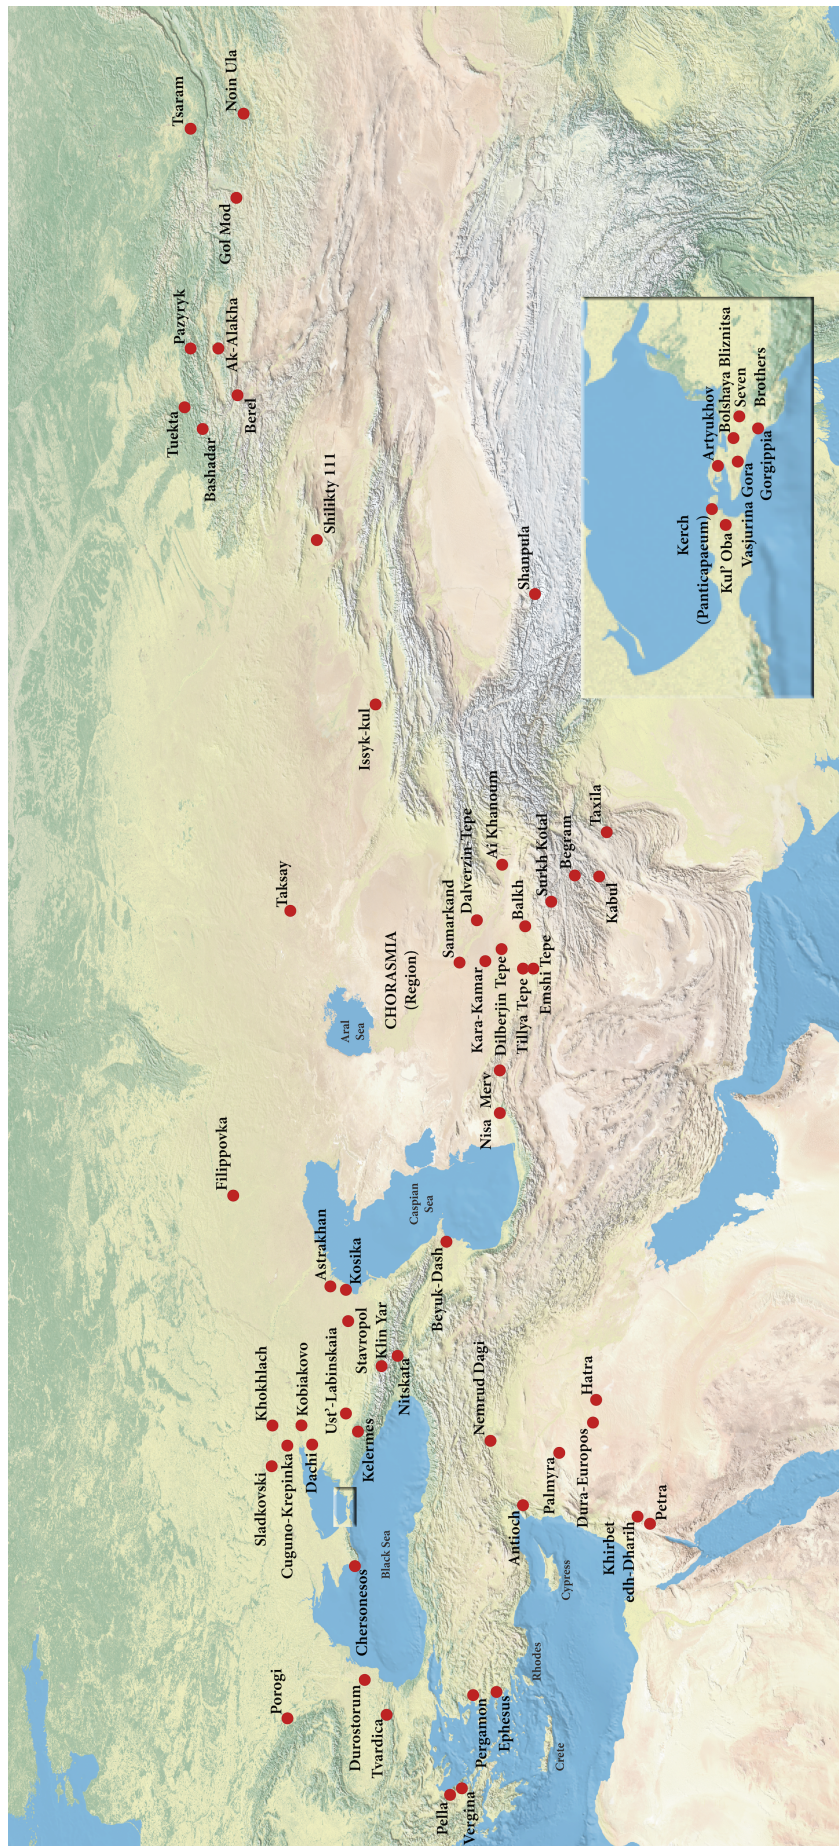 Porogi
Durostorum
Tvardica
Pella
Vergina
Pergamon
Ephesus
Crete
Rhodes
Cypress
Black Sea
Chersonesos
Sladkovski
Cuguno-Krepinka
Dachi
Khokhlach
Kobiakovo
Ust'-Labinskaia
Kelermes
Stavropol
Klin Yar
Nitskata
Astrakhan
Kosika
Beyuk-Dash
Caspian
Sea
Nemrud Dagi
Antioch
Palmyra
Dura-Europos
Hatra
Khirbet
edh-Dharih
Petra
Filippovka
Aral
Sea
CHORASMIA
(Region)
Taksay
Nisa
Merv
Samarkand
Dalverzin-Tepe
Kara-Kamar
Dilberjin Tepe
Tillya Tepe
Emshi Tepe
Balkh
Ai Khanoum
Surkh Kotal
Begram
Kabul
Taxila
Issyk-kul
Shilikty 111
Shanpula
Tuekta
Bashadar
Pazyryk
Ak-Alakha
Berel
Gol Mod
Tsaram
Noin Ula
Kerch
(Panticapaeum)
Kul' Oba
Artyukhov
Bolshaya Bliznitsa
Seven
Brothers
Vasjurina Gora
Gorgippia